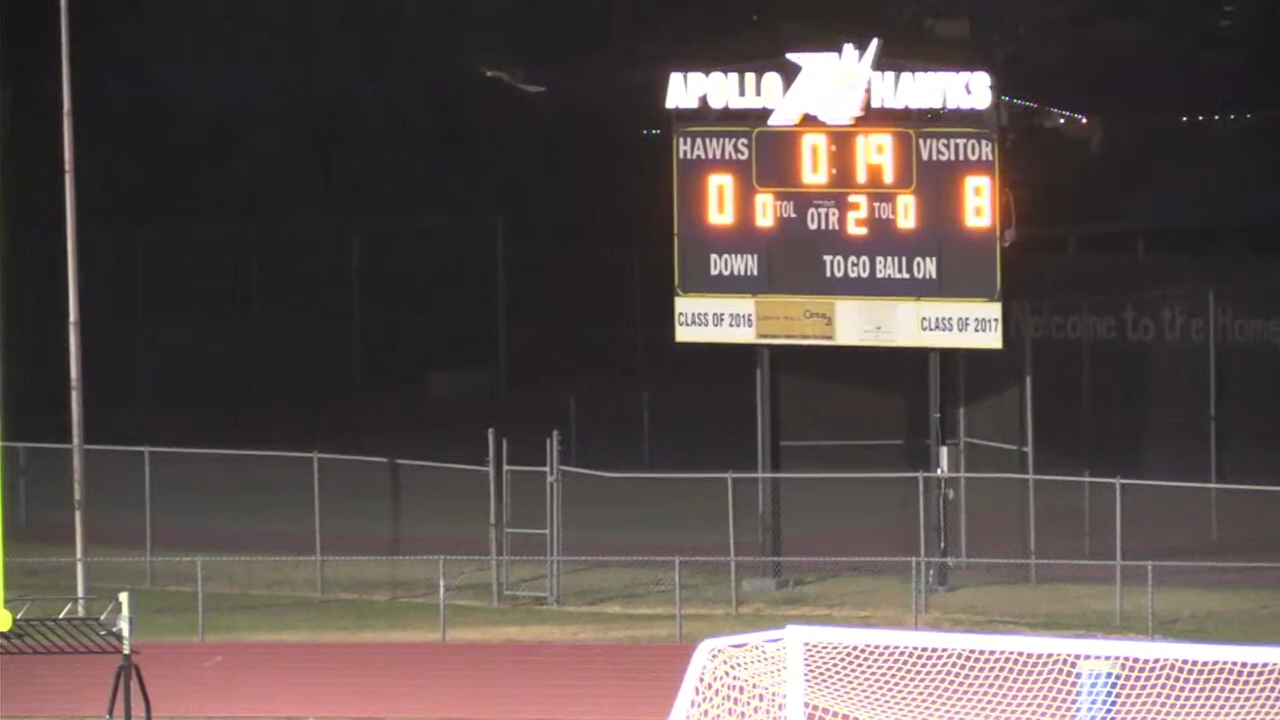 APOLLO HAWKS
HAWKS 0:19 VISITOR
0 0 TOL QTR 2 TOL 0 8
DOWN TO GO BALL ON
CLASS OF 2016 CLASS OF 2017
Welcome to the Home